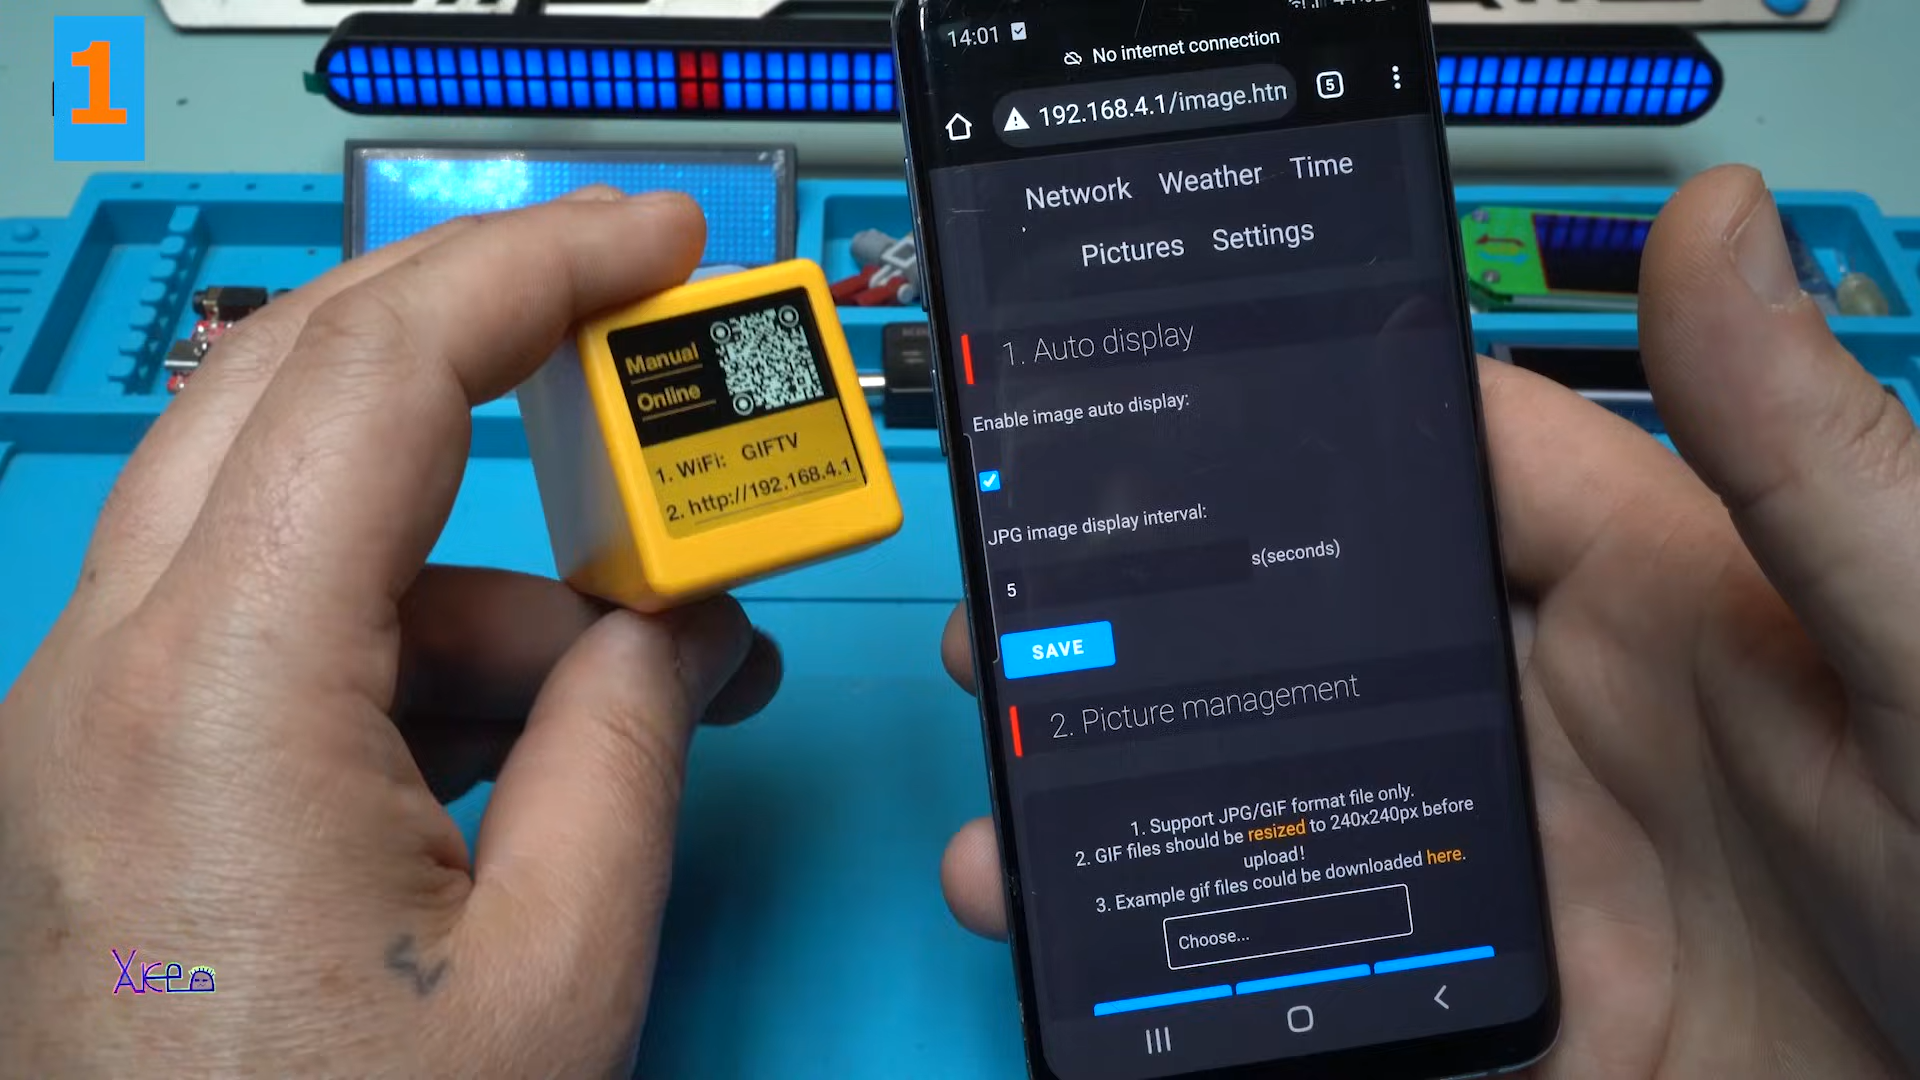 1
14:01
No internet connection
192.168.4.1/image.htn
5
Network Weather Time
Pictures Settings
1. Auto display
Enable image auto display:
JPG image display interval:
5 s(seconds)
SAVE
2. Picture management
1. Support JPG/GIF format file only.
2. GIF files should be resized to 240x240px before
upload!
3. Example gif files could be downloaded here.
Choose...
Manual
Online
1. WiFi: GIFTV
2. http://192.168.4.1